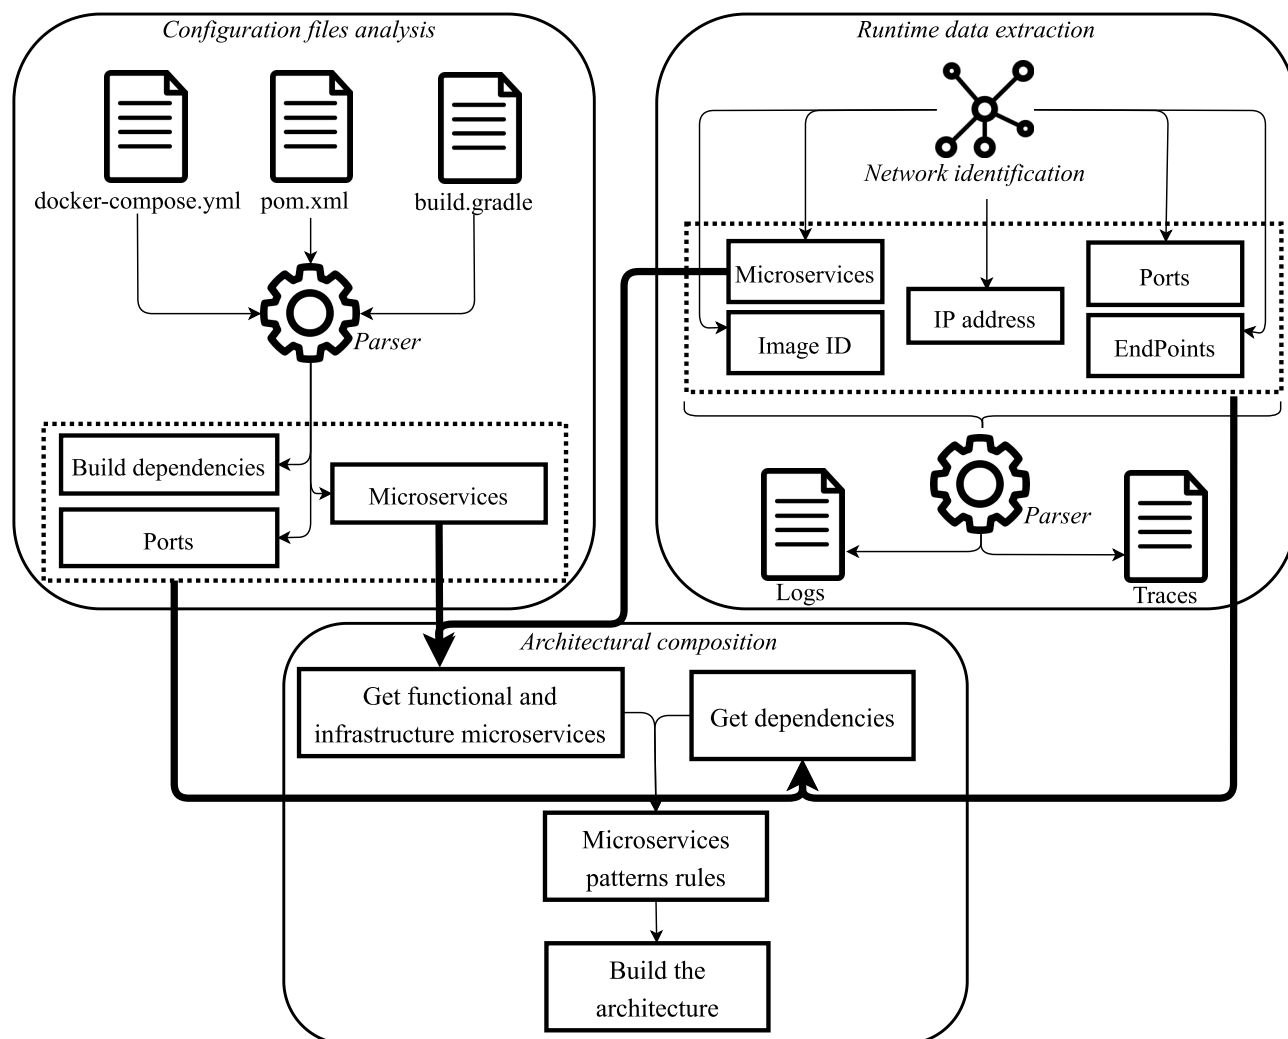 Configuration files analysis
docker-compose.yml
pom.xml
build.gradle
Parser
Build dependencies
Microservices
Ports
Runtime data extraction
Network identification
Microservices
Ports
IP address
Image ID
EndPoints
Parser
Logs
Traces
Architectural composition
Get functional and
infrastructure microservices
Get dependencies
Microservices
patterns rules
Build the
architecture